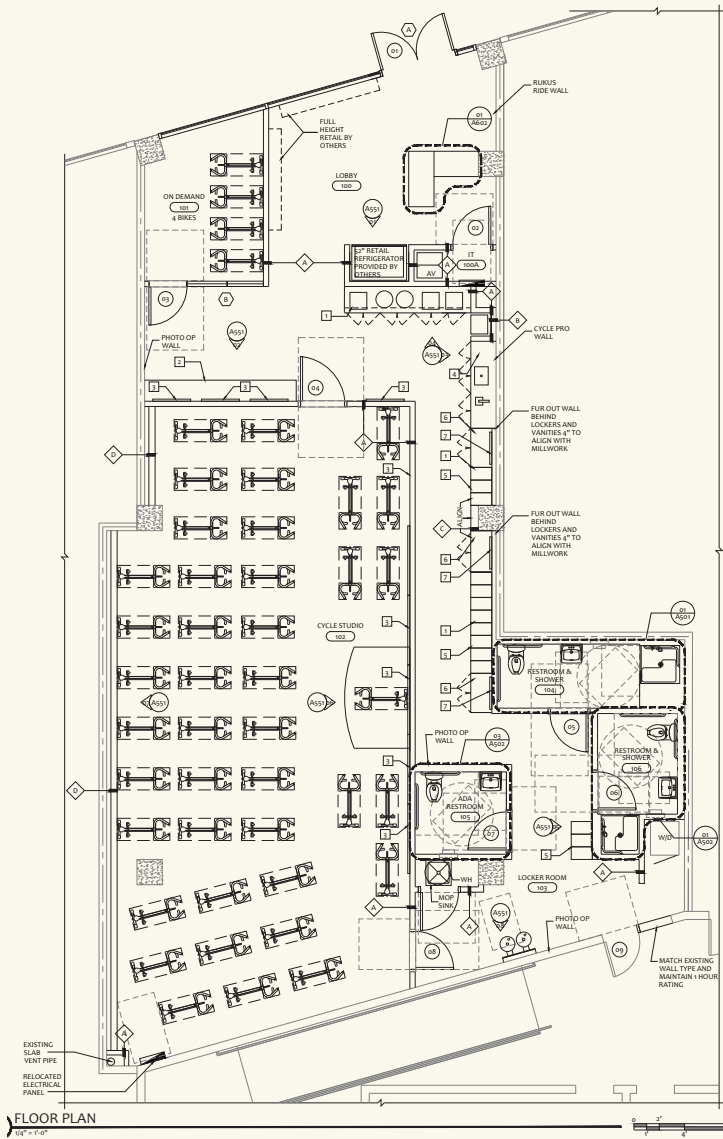 A
01
RUKUS
RIDE WALL
01
A602
FULL
HEIGHT
RETAIL BY
OTHERS
LOBBY
100
ON DEMAND
101
4 BIKES
A551
02
52" RETAIL
REFRIGERATOR
PROVIDED BY
OTHERS
AV
IT
100A
A
A
A
03
B
A551
1
B
CYCLE PRO
WALL
PHOTO OP
WALL
2
A551
4
3
3
04
3
6
FUR OUT WALL
BEHIND
LOCKERS AND
VANITIES 4" TO
ALIGN WITH
MILLWORK
7
D
A
1
3
5
ALIGN
C
FUR OUT WALL
BEHIND
LOCKERS AND
VANITIES 4" TO
ALIGN WITH
MILLWORK
6
7
01
A501
CYCLE STUDIO
102
3
1
5
3
RESTROOM &
SHOWER
104
6
7
A551
A551
05
PHOTO OP
WALL
03
A502
RESTROOM &
SHOWER
106
3
D
06
ADA
RESTROOM
105
07
A551
3
5
W/D
01
A502
WH
MOP
SINK
LOCKER ROOM
103
A
A
A551
A
PHOTO OP
WALL
08
09
MATCH EXISTING
WALL TYPE AND
MAINTAIN 1 HOUR
RATING
A
EXISTING
SLAB
VENT PIPE
RELOCATED
ELECTRICAL
PANEL
FLOOR PLAN
1/4" = 1'-0"
0
2'
1'
4'